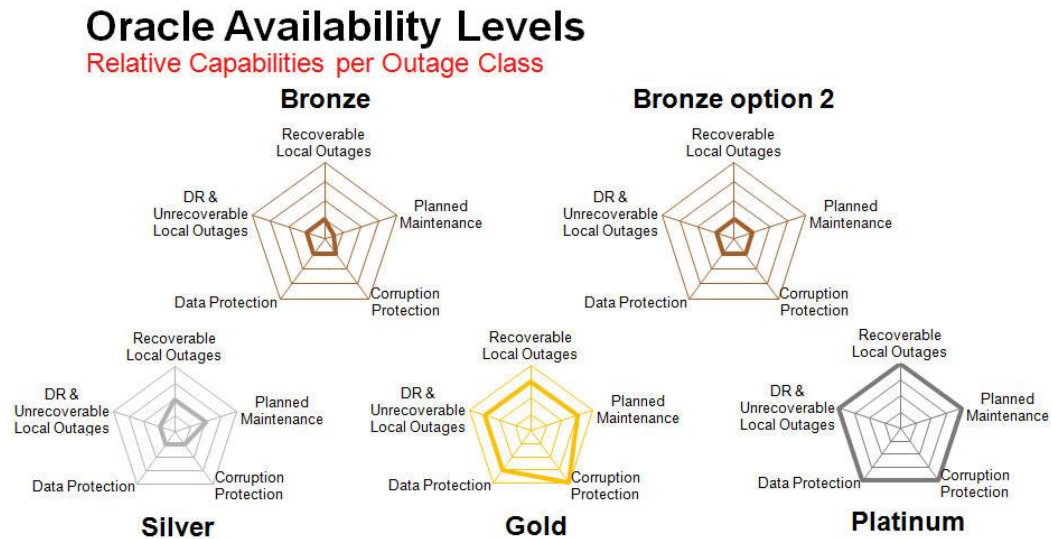 Oracle Availability Levels
Relative Capabilities per Outage Class
Bronze
Recoverable
Local Outages
DR &
Unrecoverable
Local Outages
Planned
Maintenance
Data Protection
Corruption
Protection
Bronze option 2
Recoverable
Local Outages
DR &
Unrecoverable
Local Outages
Planned
Maintenance
Data Protection
Corruption
Protection
Recoverable
Local Outages
DR &
Unrecoverable
Local Outages
Planned
Maintenance
Data Protection
Corruption
Protection
Silver
Recoverable
Local Outages
DR &
Unrecoverable
Local Outages
Planned
Maintenance
Data Protection
Corruption
Protection
Gold
Recoverable
Local Outages
DR &
Unrecoverable
Local Outages
Planned
Maintenance
Data Protection
Corruption
Protection
Platinum